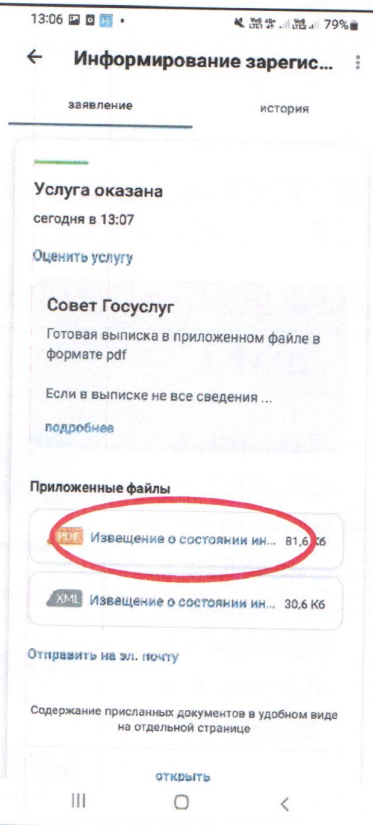 13:06
79%
Информирование зарегис...
заявление
история
Услуга оказана
сегодня в 13:07
Оценить услугу
Совет Госуслуг
Готовая выписка в приложенном файле в
формате pdf
Если в выписке не все сведения ...
подробнее
Приложенные файлы
PDF Извещение о состоянии ин... 81,6 Кб
XML Извещение о состоянии ин... 30,6 Кб
Отправить на эл. почту
Содержание присланных документов в удобном виде
на отдельной странице
открыть